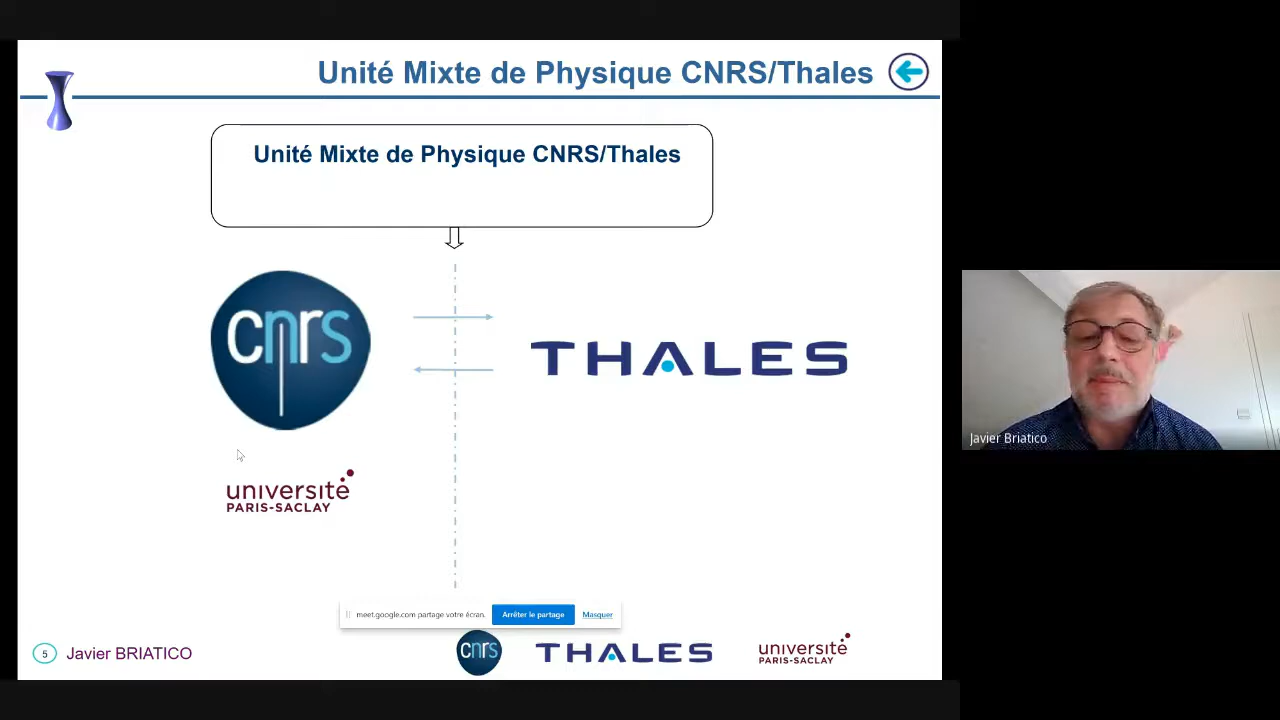 Unité Mixte de Physique CNRS/Thales
Unité Mixte de Physique CNRS/Thales
cnrs
THALES
université
PARIS-SACLAY
Javier Briatico
meet.google.com partage votre écran.
Arrêter le partage
Masquer
5
Javier BRIATICO
cnrs
THALES
université
PARIS-SACLAY